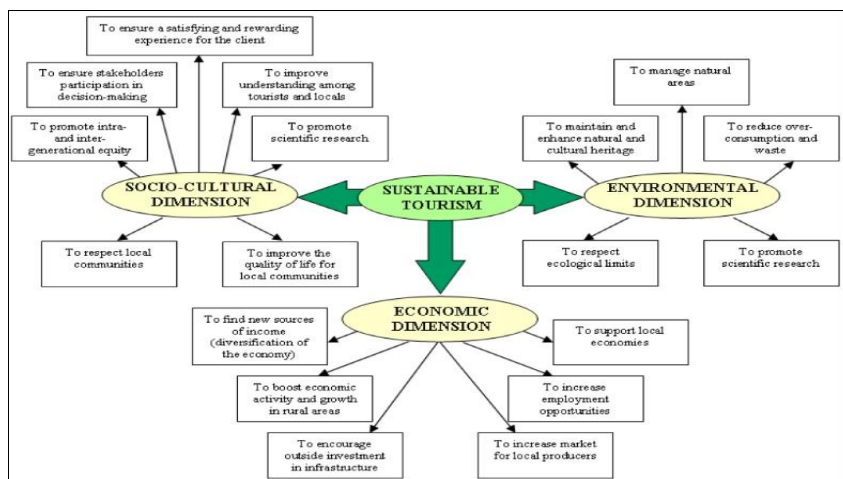 To ensure a satisfying and rewarding
experience for the client
To ensure stakeholders
participation in
decision-making
To improve
understanding among
tourists and locals
To promote intra-
and inter-
generational equity
To promote
scientific research
SOCIO-CULTURAL
DIMENSION
To respect local
communities
To improve the
quality of life for
local communities
SUSTAINABLE
TOURISM
To manage natural
areas
To maintain and
enhance natural and
cultural heritage
To reduce over-
consumption and
waste
ENVIRONMENTAL
DIMENSION
To respect
ecological limits
To promote
scientific research
ECONOMIC
DIMENSION
To find new sources
of income
(diversification of
the economy)
To support local
economies
To boost economic
activity and growth
in rural areas
To increase
employment
opportunities
To encourage
outside investment
in infrastructure
To increase market
for local producers